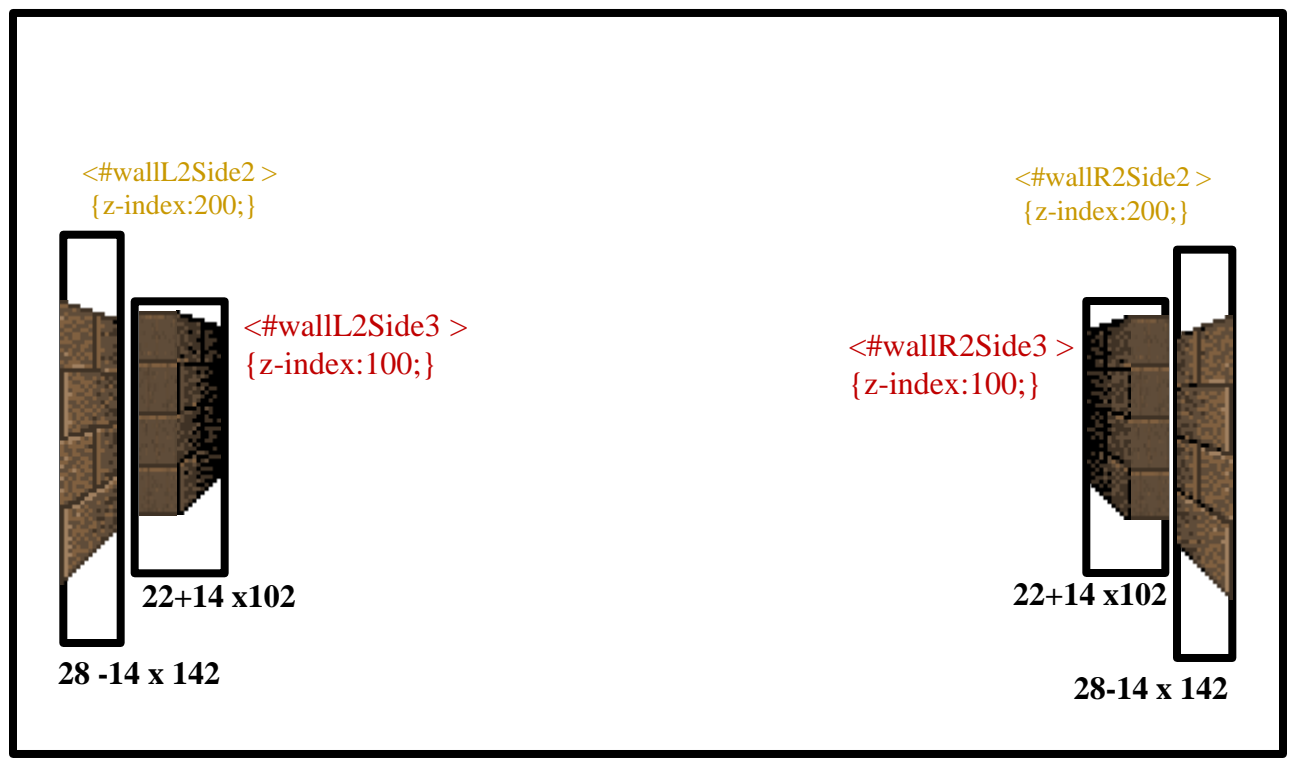 <#wallL2Side2 >
{z-index:200;}
<#wallR2Side2 >
{z-index:200;}
<#wallL2Side3 >
{z-index:100;}
<#wallR2Side3 >
{z-index:100;}
22+14 x102
22+14 x102
28 -14 x 142
28-14 x 142